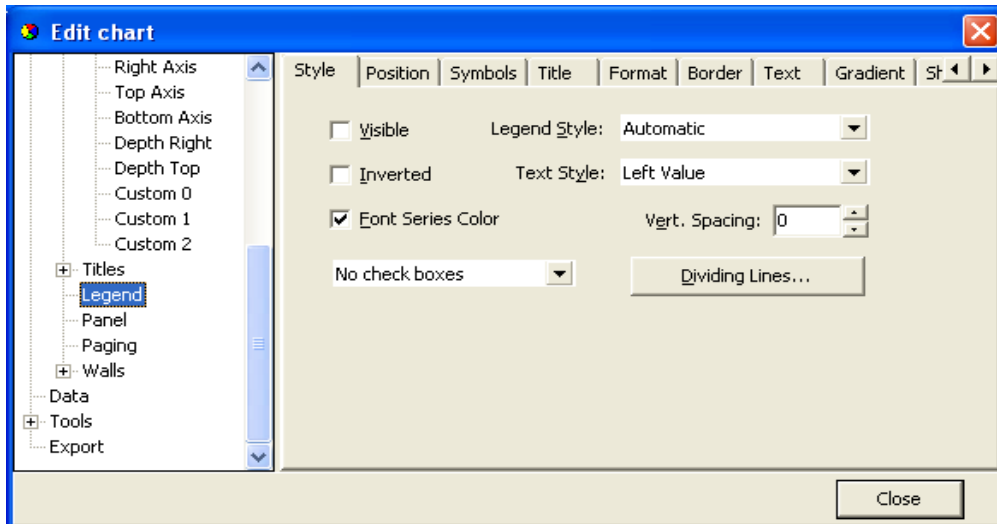 Edit chart
Right Axis
Top Axis
Bottom Axis
Depth Right
Depth Top
Custom 0
Custom 1
Custom 2
Titles
Legend
Panel
Paging
Walls
Data
Tools
Export
Style Position Symbols Title Format Border Text Gradient
Visible Legend Style: Automatic
Inverted Text Style: Left Value
Font Series Color Vert. Spacing: 0
No check boxes Dividing Lines...
Close